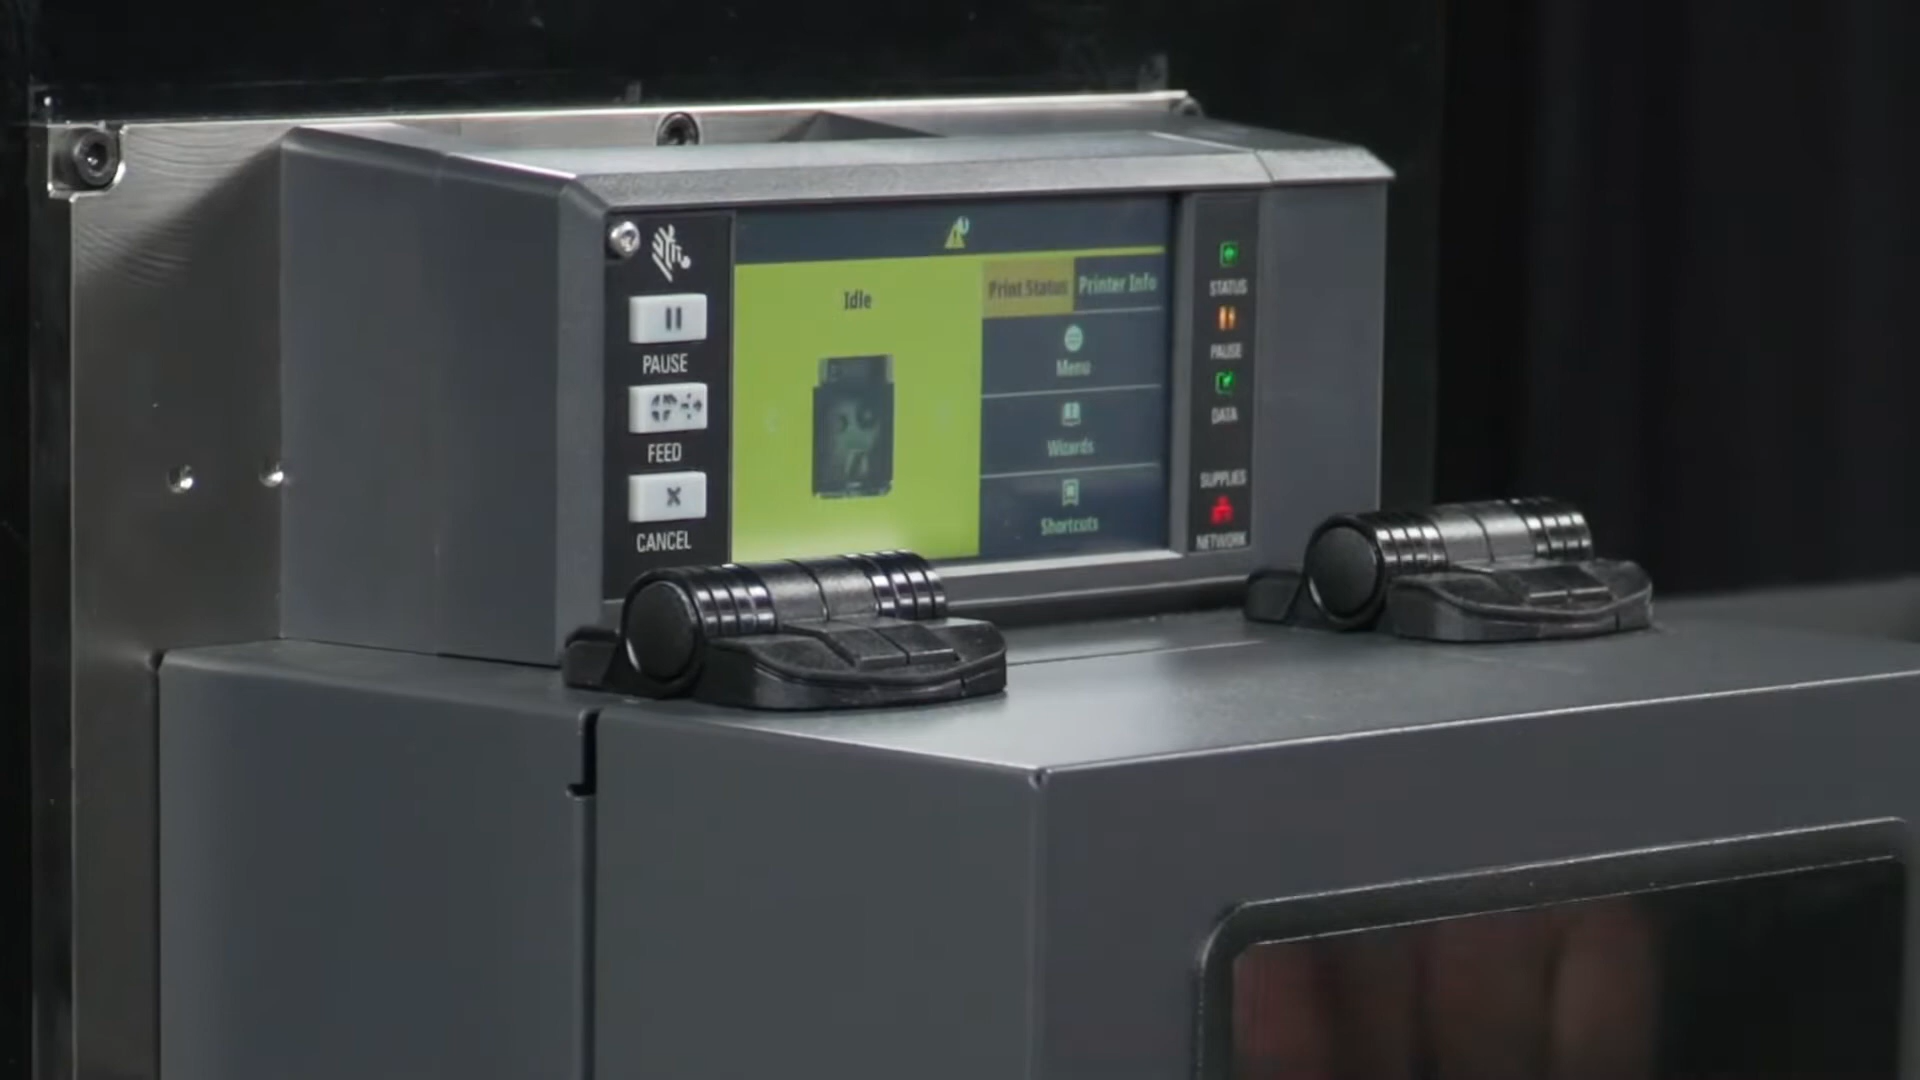 PAUSE
FEED
CANCEL
Idle
Print Status
Printer Info
Menu
Wizards
Shortcuts
STATUS
PAUSE
DATA
SUPPLIES
NETWORK